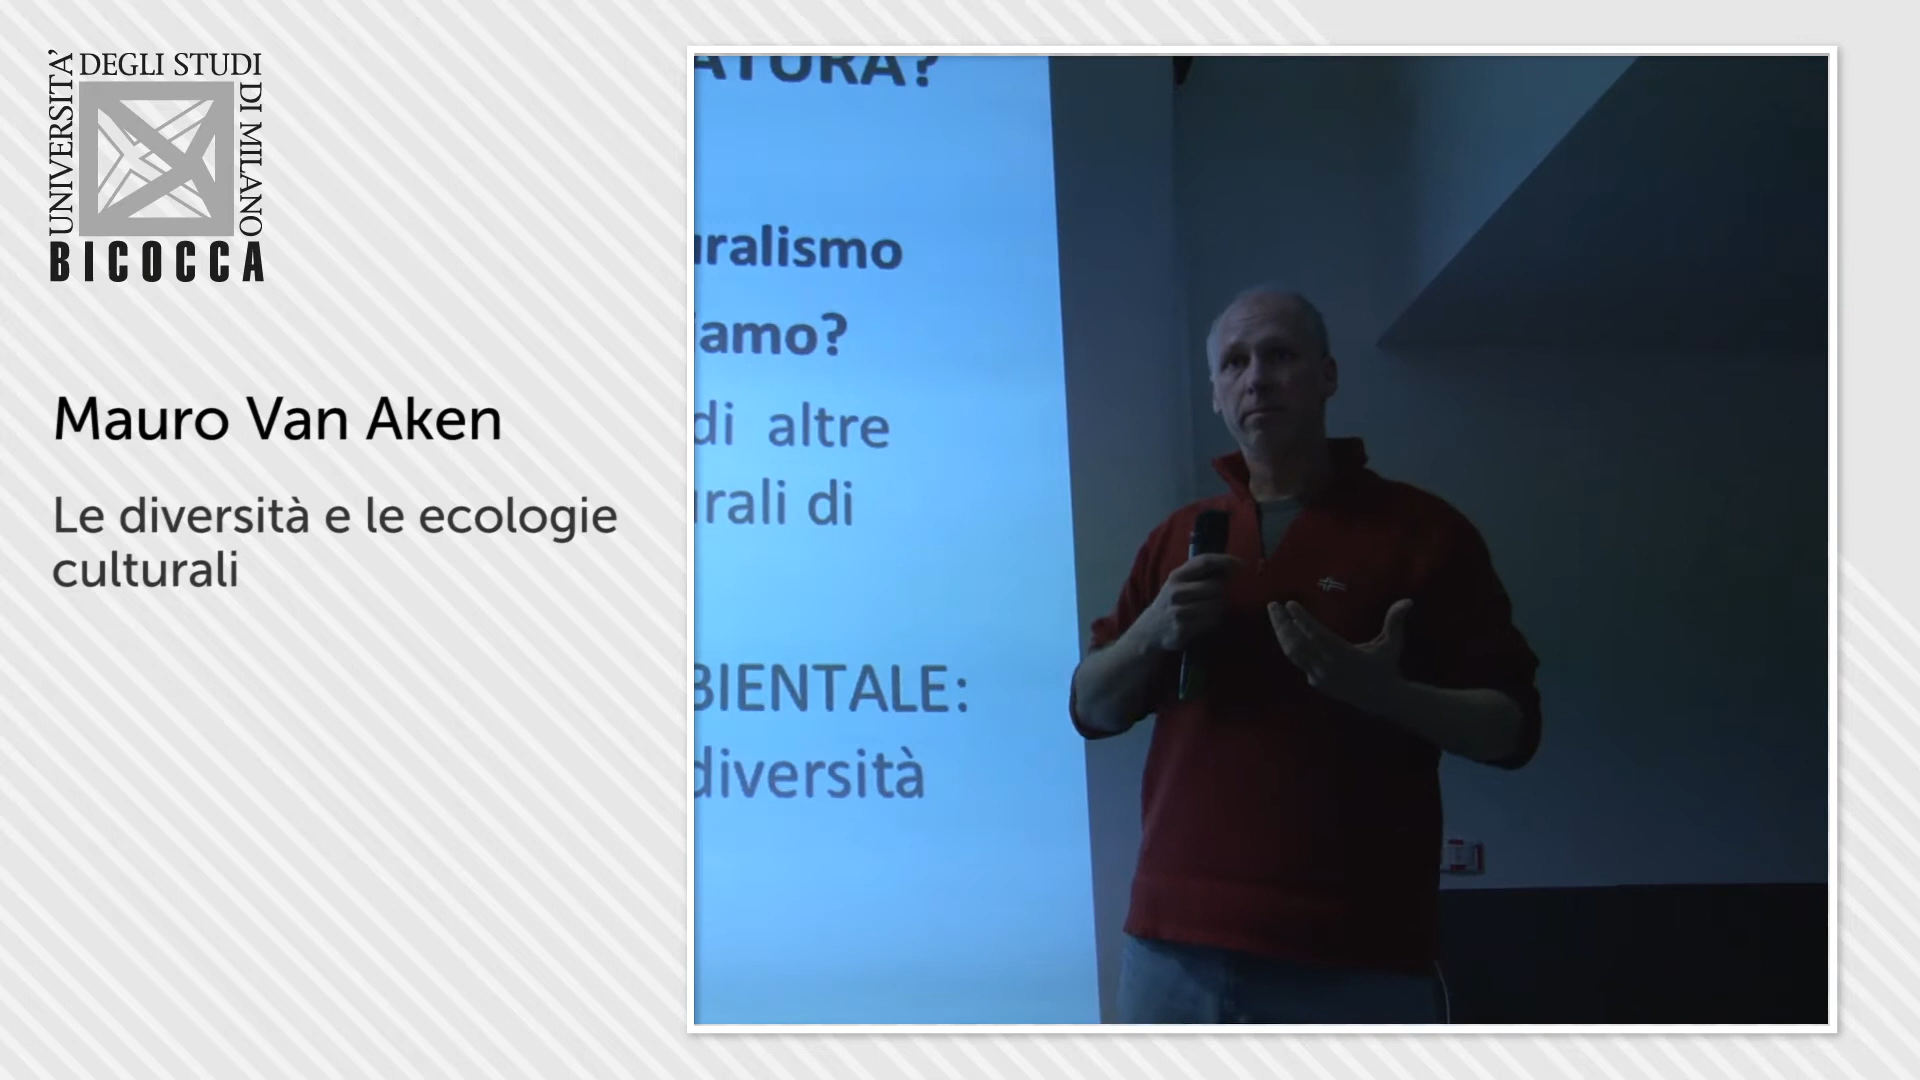 UNIVERSITA'
DEGLI STUDI
DI MILANO
BICOCCA
Mauro Van Aken
Le diversità e le ecologie
culturali
ATURA?
uralismo
iamo?
di altre
urali di
BIENTALE:
diversità